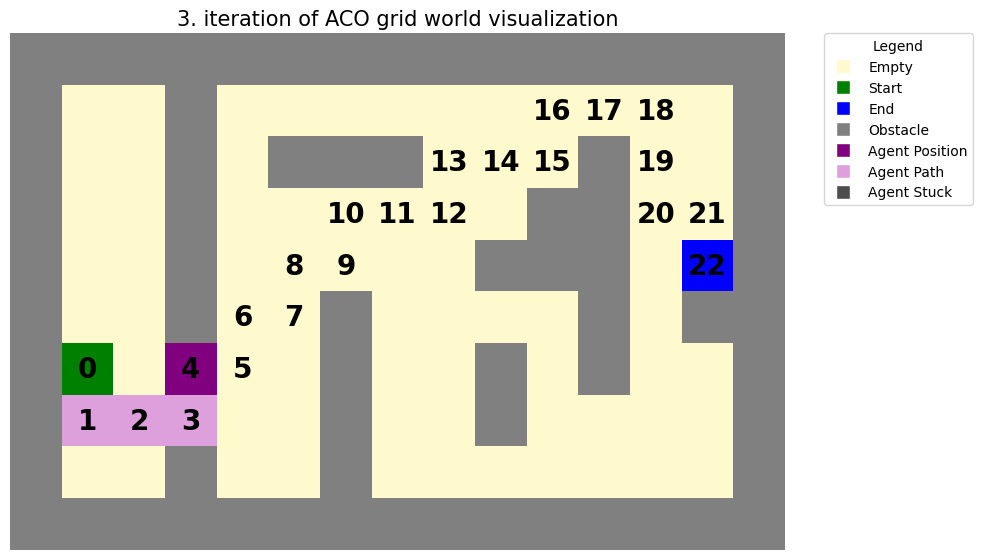 3. iteration of ACO grid world visualization
Legend
Empty
Start
End
Obstacle
Agent Position
Agent Path
Agent Stuck
16 17 18
13 14 15 19
10 11 12 20 21
8 9 22
6 7
0 4 5
1 2 3